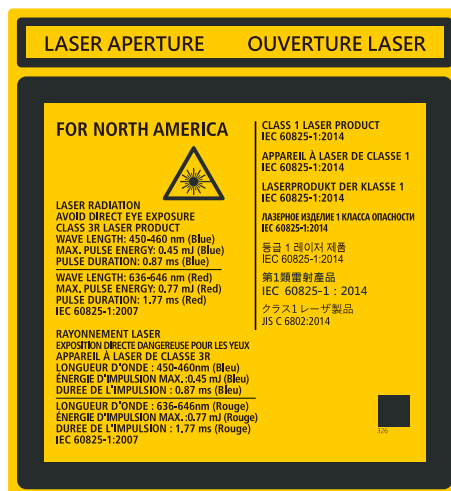 LASER APERTURE OUVERTURE LASER
FOR NORTH AMERICA
LASER RADIATION
AVOID DIRECT EYE EXPOSURE
CLASS 3R LASER PRODUCT
WAVE LENGTH: 450-460 nm (Blue)
MAX. PULSE ENERGY: 0.45 mJ (Blue)
PULSE DURATION: 0.87 ms (Blue)
WAVE LENGTH: 636-646 nm (Red)
MAX. PULSE ENERGY: 0.77 mJ (Red)
PULSE DURATION: 1.77 ms (Red)
IEC 60825-1:2007
RAYONNEMENT LASER
EXPOSITION DIRECTE DANGEREUSE POUR LES YEUX
APPAREIL À LASER DE CLASSE 3R
LONGUEUR D'ONDE : 450-460nm (Bleu)
ÉNERGIE D'IMPULSION MAX. :0.45 mJ (Bleu)
DUREE DE L'IMPULSION : 0.87 ms (Bleu)
LONGUEUR D'ONDE : 636-646nm (Rouge)
ÉNERGIE D'IMPULSION MAX. :0.77 mJ (Rouge)
DUREE DE L'IMPULSION : 1.77 ms (Rouge)
IEC 60825-1:2007
CLASS 1 LASER PRODUCT
IEC 60825-1:2014
APPAREIL À LASER DE CLASSE 1
IEC 60825-1:2014
LASERPRODUKT DER KLASSE 1
IEC 60825-1:2014
ЛАЗЕРНОЕ ИЗДЕЛИЕ 1 КЛАССА ОПАСНОСТИ
IEC 60825-1:2014
등급 1 레이저 제품
IEC 60825-1:2014
第1類雷射產品
IEC 60825-1 : 2014
クラス1 レーザ製品
JIS C 6802:2014
326